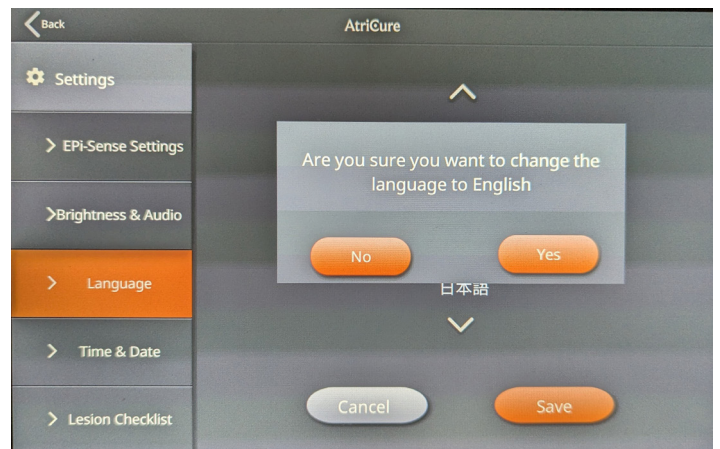 Back
AtriCure
Settings
EPi-Sense Settings
Brightness & Audio
Language
Time & Date
Lesion Checklist
Are you sure you want to change the
language to English
No
Yes
日本語
Cancel
Save